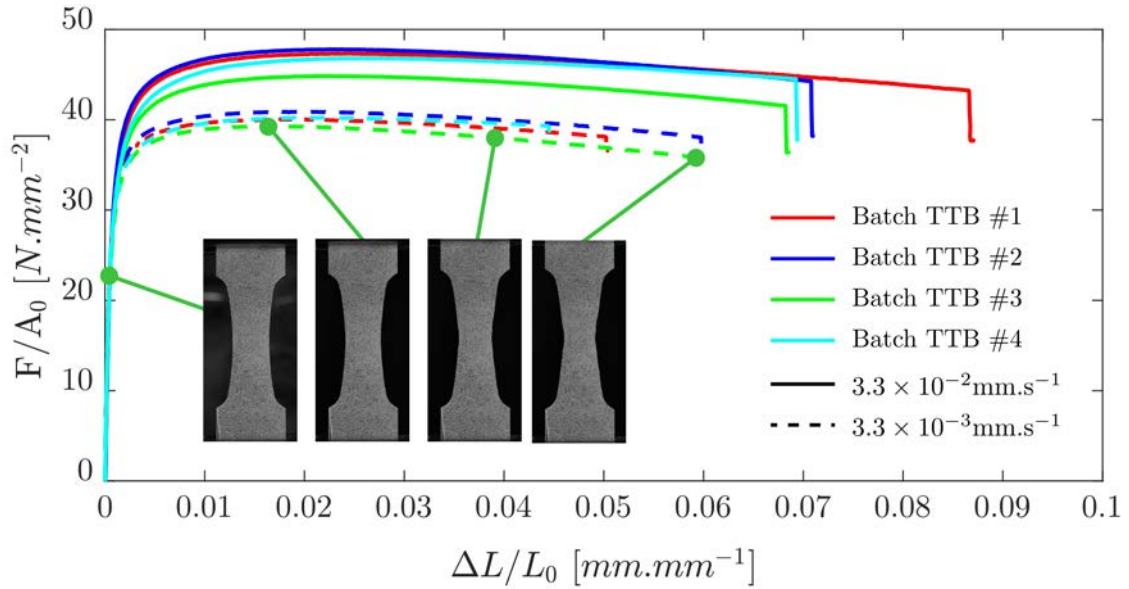 F/A₀ [N.mm⁻²]
50
40
30
20
10
0
Batch TTB #1
Batch TTB #2
Batch TTB #3
Batch TTB #4
3.3 × 10⁻²mm.s⁻¹
3.3 × 10⁻³mm.s⁻¹
0 0.01 0.02 0.03 0.04 0.05 0.06 0.07 0.08 0.09 0.1
ΔL/L₀ [mm.mm⁻¹]